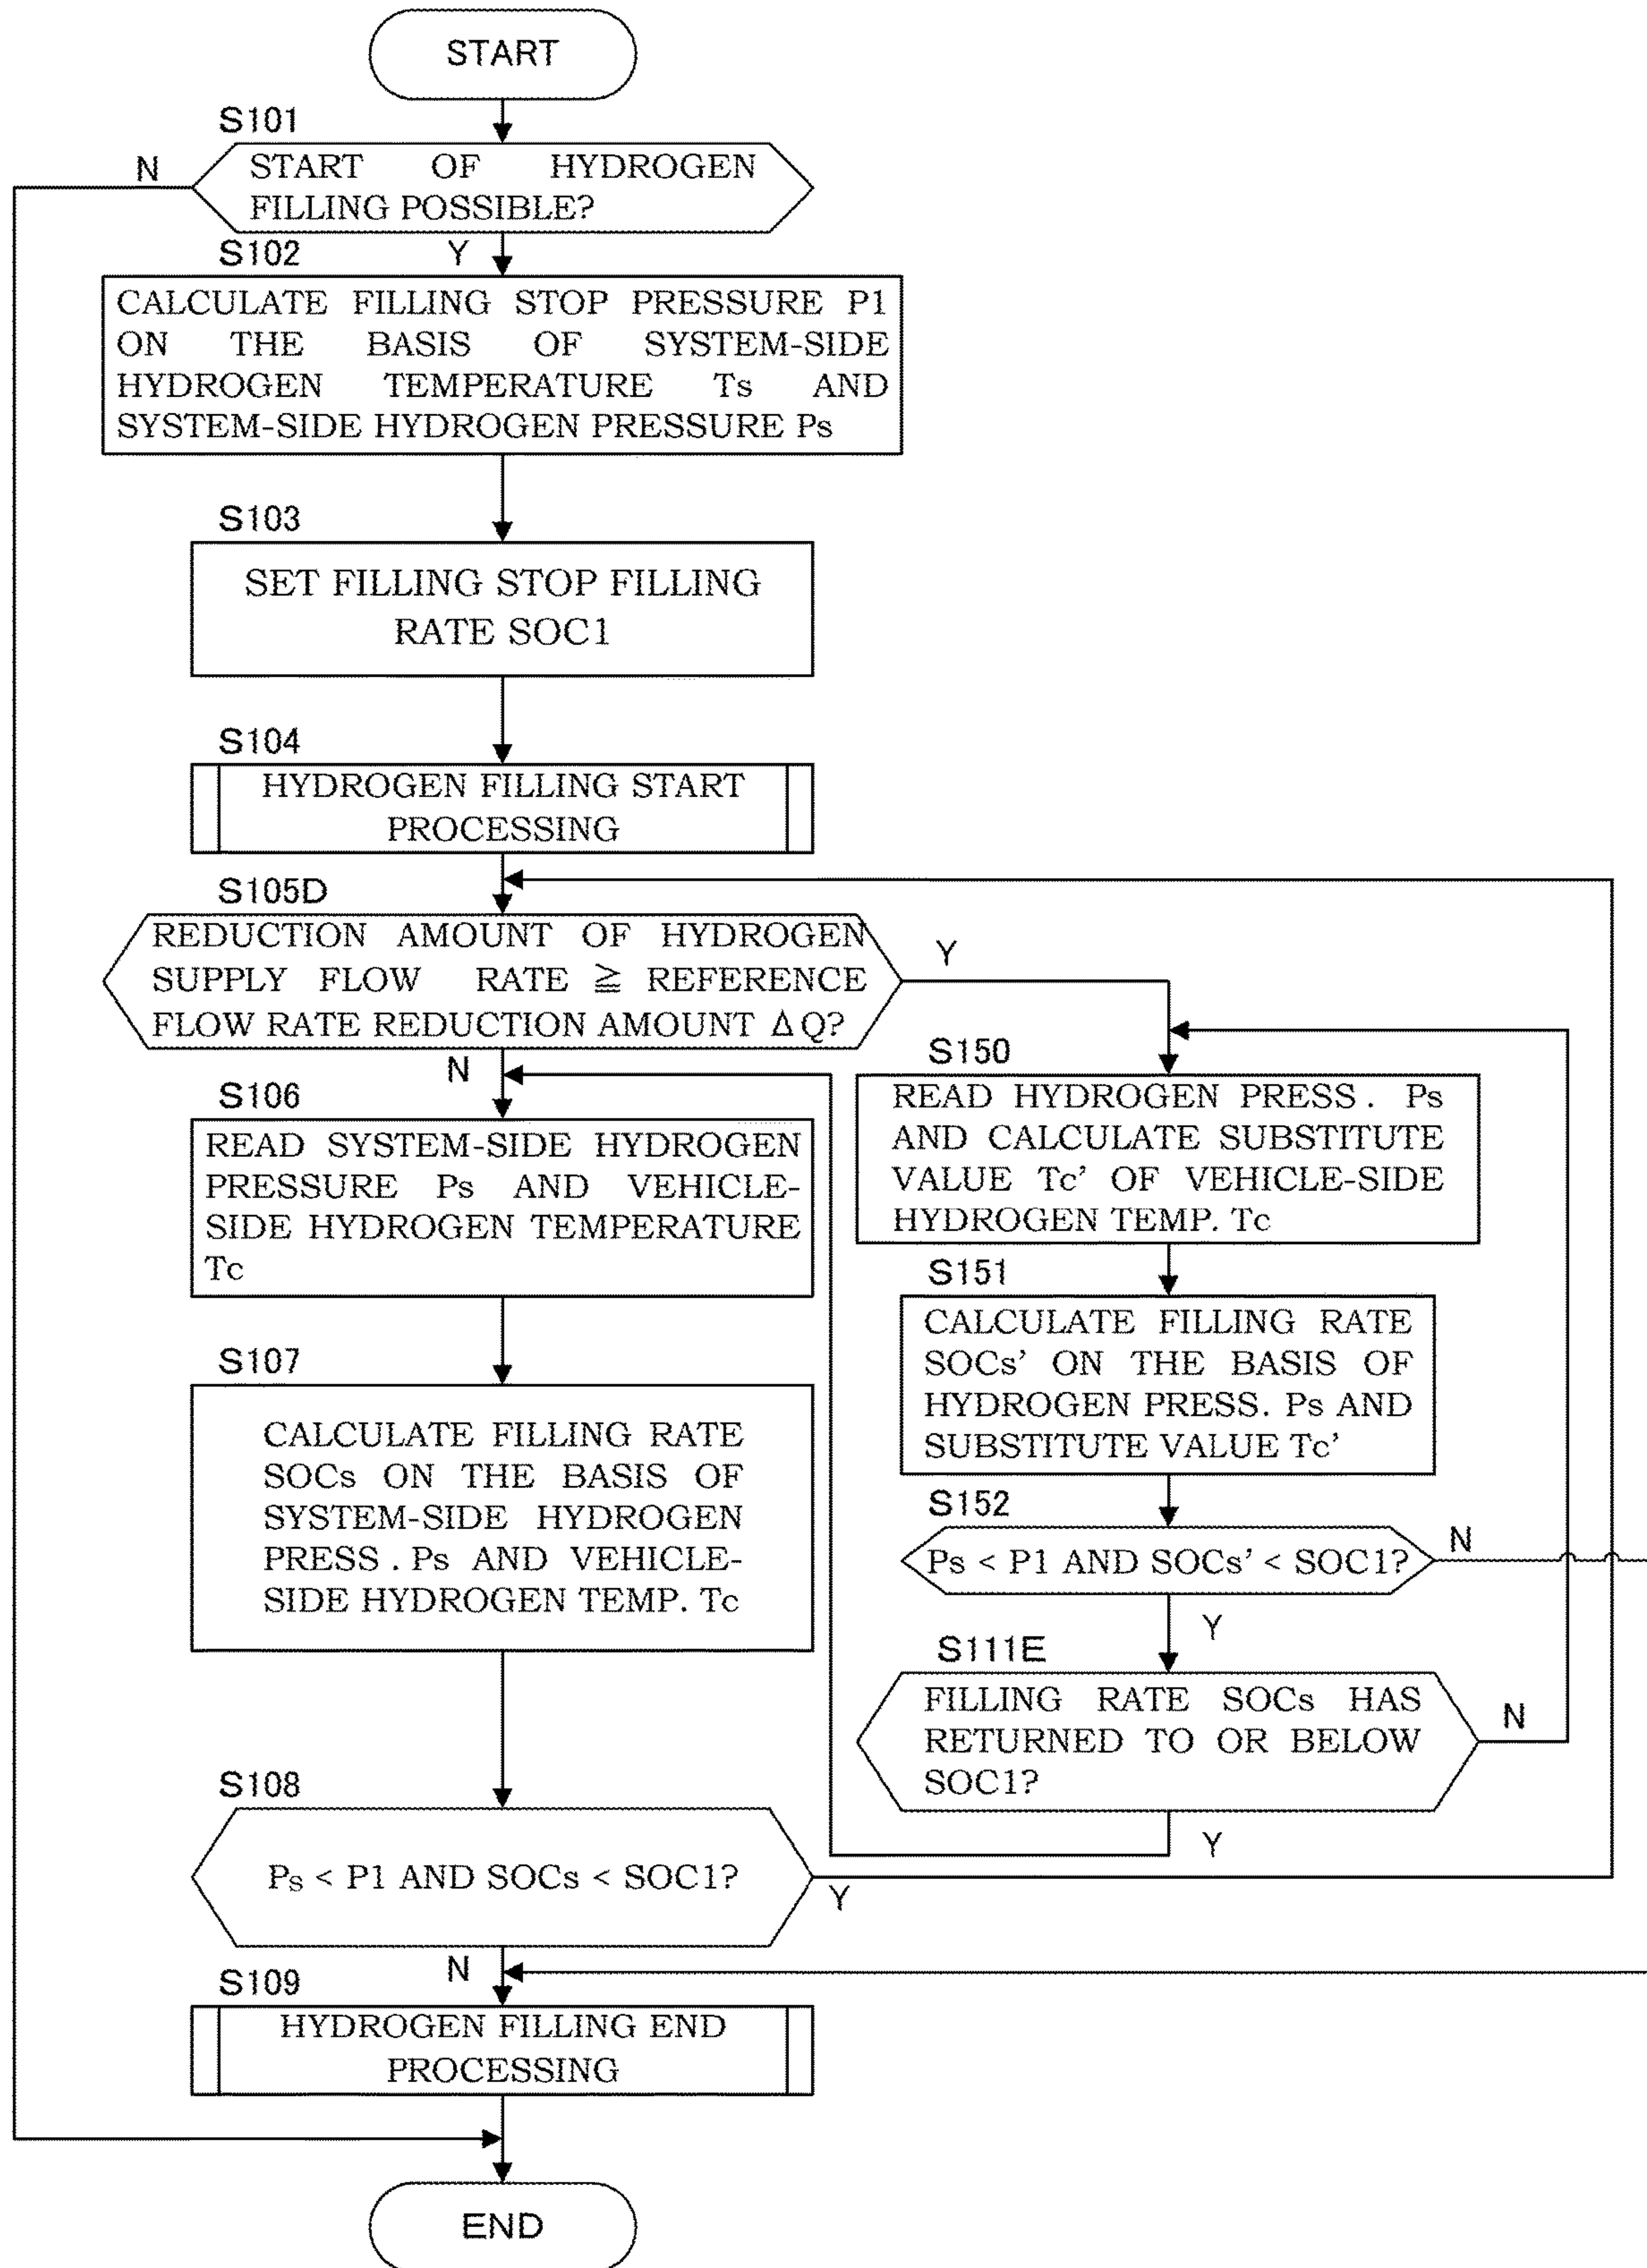 START
S101
N
START OF HYDROGEN
FILLING POSSIBLE?
S102
Y
CALCULATE FILLING STOP PRESSURE P1
ON THE BASIS OF SYSTEM-SIDE
HYDROGEN TEMPERATURE Ts AND
SYSTEM-SIDE HYDROGEN PRESSURE Ps
S103
SET FILLING STOP FILLING
RATE SOC1
S104
HYDROGEN FILLING START
PROCESSING
S105D
REDUCTION AMOUNT OF HYDROGEN
SUPPLY FLOW RATE ≧ REFERENCE
FLOW RATE REDUCTION AMOUNT ΔQ?
Y
N
S106
READ SYSTEM-SIDE HYDROGEN
PRESSURE Ps AND VEHICLE-
SIDE HYDROGEN TEMPERATURE
Tc
S107
CALCULATE FILLING RATE
SOCs ON THE BASIS OF
SYSTEM-SIDE HYDROGEN
PRESS. Ps AND VEHICLE-
SIDE HYDROGEN TEMP. Tc
S108
Ps < P1 AND SOCs < SOC1?
Y
N
S150
READ HYDROGEN PRESS. Ps
AND CALCULATE SUBSTITUTE
VALUE Tc' OF VEHICLE-SIDE
HYDROGEN TEMP. Tc
S151
CALCULATE FILLING RATE
SOCs' ON THE BASIS OF
HYDROGEN PRESS. Ps AND
SUBSTITUTE VALUE Tc'
S152
Ps < P1 AND SOCs' < SOC1?
N
Y
S111E
FILLING RATE SOCs HAS
RETURNED TO OR BELOW
SOC1?
N
Y
S109
HYDROGEN FILLING END
PROCESSING
END